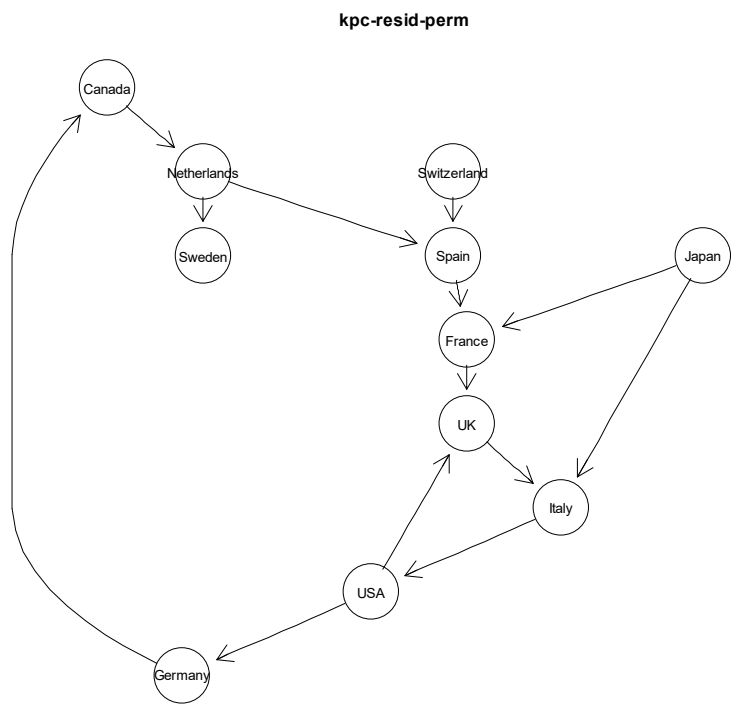 kpc-resid-perm
Canada
Netherlands
Switzerland
Sweden
Spain
Japan
France
UK
Italy
USA
Germany